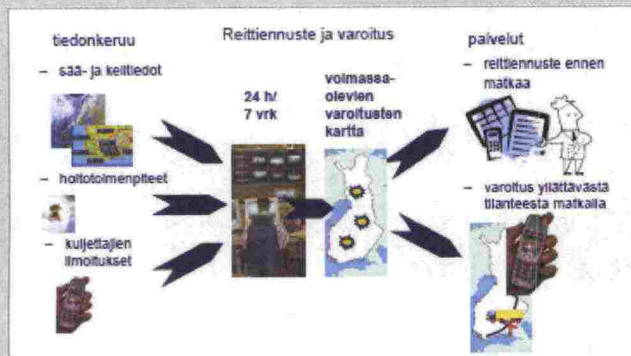 Reittiennuste ja varoitus
tiedonkeruu
– sää- ja kelitiedot
– hoitotoimenpiteet
– kuljettajien
ilmoitukset
24 h/
7 vrk
voimassa-
olevien
varoitusten
kartta
palvelut
– reittiennuste ennen
matkaa
– varoitus yllättävästä
tilanteesta matkalla